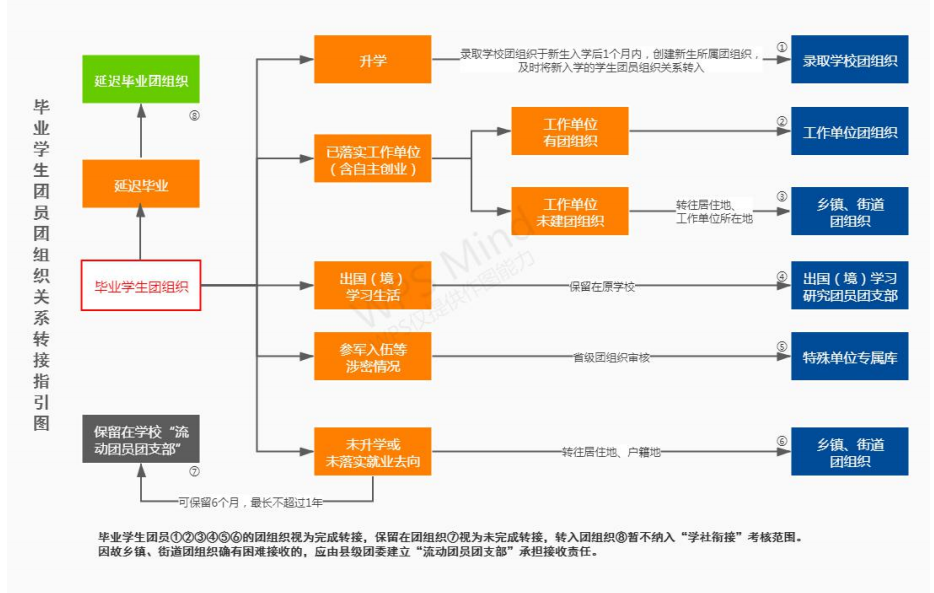 毕业学生团员团组织关系转接指引图
延迟毕业团组织
⑧
延迟毕业
毕业学生团组织
保留在学校“流
动团员团支部”
⑦
可保留6个月，最长不超过1年
升学
录取学校团组织于新生入学后1个月内，创建新生所属团组织，
及时将新入学的学生团员组织关系转入
①
录取学校团组织
已落实工作单位
（含自主创业）
工作单位
有团组织
②
工作单位团组织
工作单位
未建团组织
转往居住地、
工作单位所在地
③
乡镇、街道
团组织
出国（境）
学习生活
保留在原学校
④
出国（境）学习
研究团员团支部
参军入伍等
涉密情况
省级团组织审核
⑤
特殊单位专属库
未升学或
未落实就业去向
转往居住地、户籍地
⑥
乡镇、街道
团组织
WPS Mind
WPS仅提供作图能力
毕业学生团员①②③④⑤⑥的团组织视为完成转接，保留在团组织⑦视为未完成转接，转入团组织⑧暂不纳入“学社衔接”考核范围。
因故乡镇、街道团组织确有困难接收的，应由县级团委建立“流动团员团支部”承担接收责任。